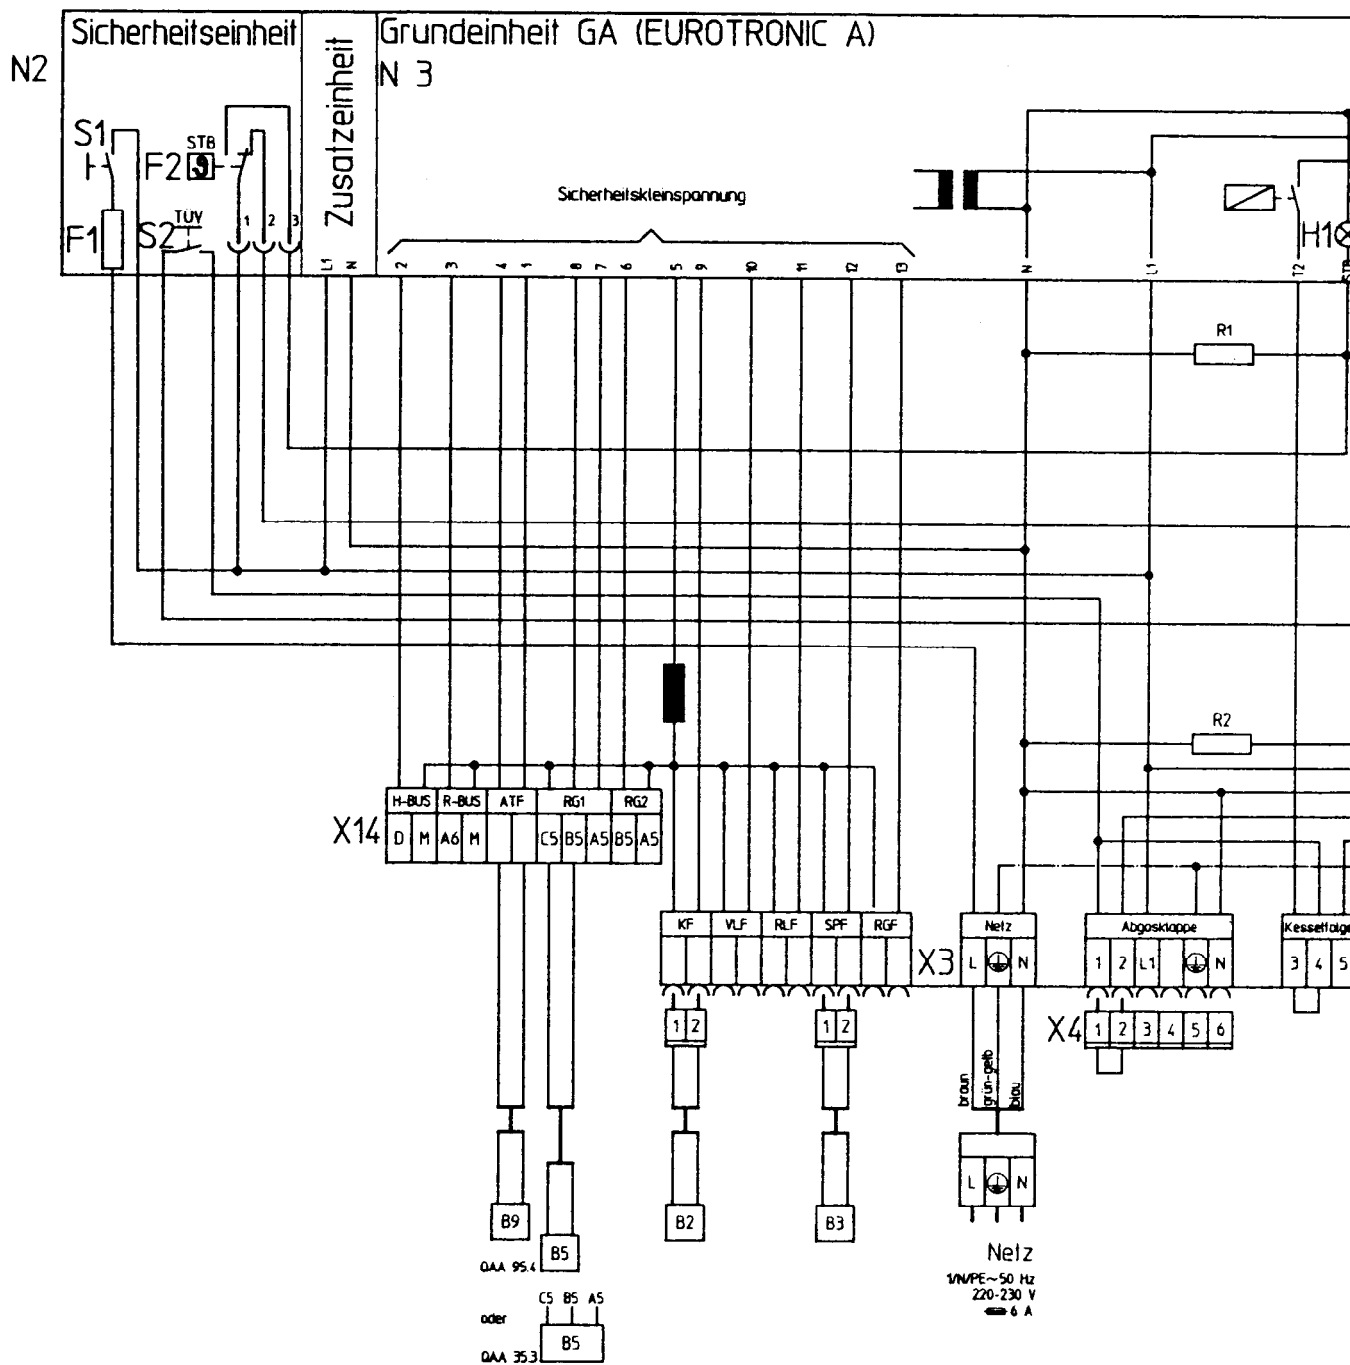 Sicherheitseinheit
Zusatzeinheit
Grundeinheit GA (EUROTRONIC A)
N2
N 3
S1
STB
F2
Sicherheitskleinspannung
F1
S2
TÜV
1 2 3
H1
L1 N 2 3 4 1 8 7 6 5 9 10 11 12 13 N L1 T2 STB
R1
R2
H-BUS R-BUS ATF RG1 RG2
X14
D M A6 M C5 B5 A5 B5 A5
KF VLF RLF SPF RGF
X3
Netz
L N
Abgasklappe
1 2 L1 N
Kesselfolge
3 4 5
1 2
1 2
X4
1 2 3 4 5 6
braun
grün-gelb
blau
L N
B9
B5
B2
B3
QAA 95.4
Netz
1/N/PE~50 Hz
220-230 V
6 A
C5 B5 A5
oder
B5
QAA 35.3